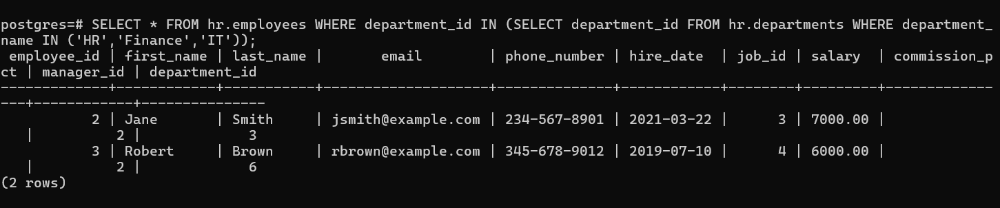 postgres=# SELECT * FROM hr.employees WHERE department_id IN (SELECT department_id FROM hr.departments WHERE department_
name IN ('HR','Finance','IT'));
 employee_id | first_name | last_name |       email        | phone_number | hire_date  | job_id | salary  | commission_p
ct | manager_id | department_id
-------------+------------+-----------+--------------------+--------------+------------+--------+---------+-------------
---+------------+---------------
           2 | Jane       | Smith     | jsmith@example.com | 234-567-8901 | 2021-03-22 |      3 | 7000.00 |
   |          2 |             3
           3 | Robert     | Brown     | rbrown@example.com | 345-678-9012 | 2019-07-10 |      4 | 6000.00 |
   |          2 |             6
(2 rows)